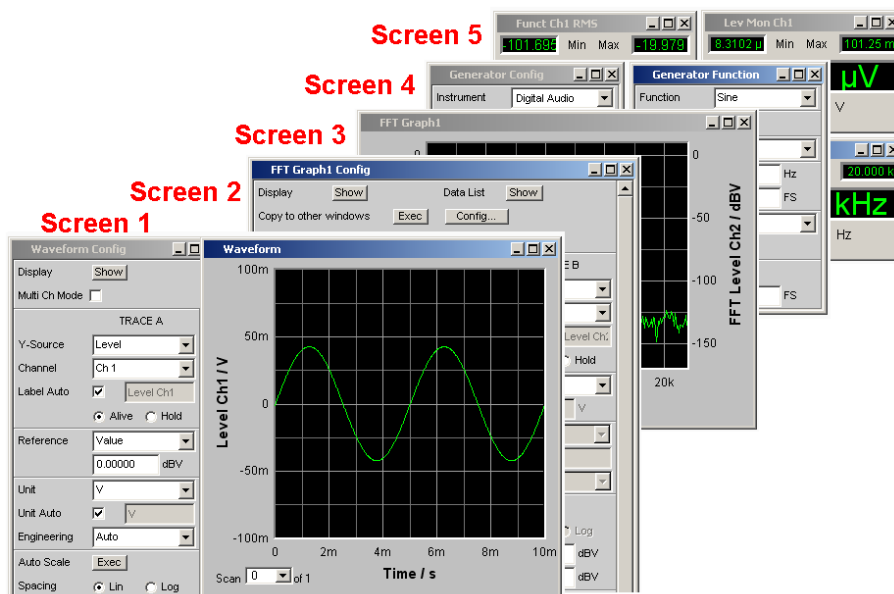 Screen 5
Funct Ch1 RMS
-101.695 Min Max -19.979
Lev Mon Ch1
8.3102 µ Min Max 101.25 m
µV
V
20.000 k
kHz
Hz
Screen 4
Generator Config
Instrument Digital Audio
Generator Function
Function Sine
Hz
FS
FS
Screen 3
FFT Graph1
0
0
-50
-100
-150
FFT Level Ch2 / dBV
20k
Screen 2
FFT Graph1 Config
Display Show Data List Show
Copy to other windows Exec Config...
E B
Level Ch2
Hold
V
Log
dBV
dBV
Screen 1
Waveform Config
Display Show
Multi Ch Mode
TRACE A
Y-Source Level
Channel Ch 1
Label Auto Level Ch1
Alive Hold
Reference Value
0.00000 dBV
Unit V
Unit Auto V
Engineering Auto
Auto Scale Exec
Spacing Lin Log
Waveform
100m
50m
0
-50m
-100m
Level Ch1 / V
0 2m 4m 6m 8m 10m
Time / s
Scan 0 of 1